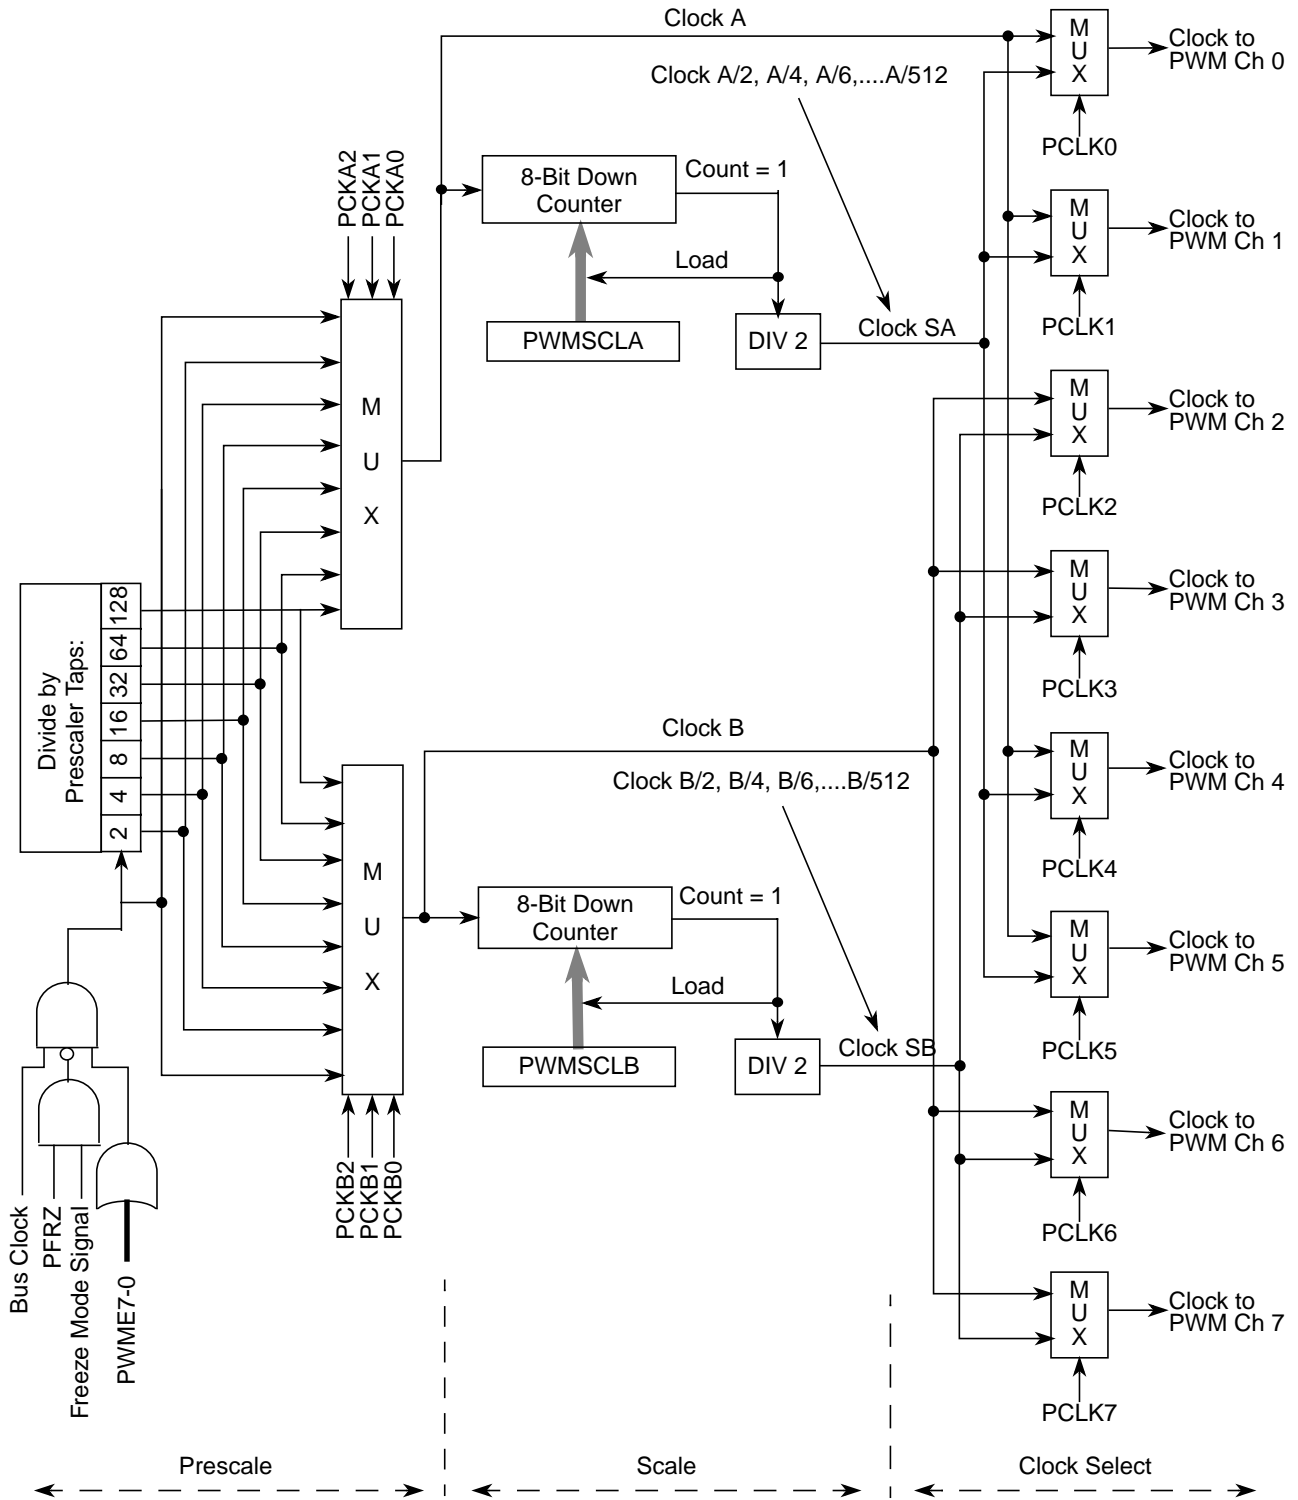 Clock A
Clock A/2, A/4, A/6,....A/512
M
U
X
Clock to
PWM Ch 0
PCLK0
PCKA2
PCKA1
PCKA0
8-Bit Down
Counter
Count = 1
Load
PWMSCLA
DIV 2
Clock SA
M
U
X
Clock to
PWM Ch 1
PCLK1
M
U
X
M
U
X
Clock to
PWM Ch 2
PCLK2
M
U
X
Clock to
PWM Ch 3
PCLK3
Divide by
Prescaler Taps:
128
64
32
16
8
4
2
Clock B
Clock B/2, B/4, B/6,....B/512
M
U
X
Clock to
PWM Ch 4
PCLK4
M
U
X
8-Bit Down
Counter
Count = 1
Load
PWMSCLB
DIV 2
Clock SB
M
U
X
Clock to
PWM Ch 5
PCLK5
PCKB2
PCKB1
PCKB0
M
U
X
Clock to
PWM Ch 6
PCLK6
Bus Clock
PFRZ
Freeze Mode Signal
PWME7-0
M
U
X
Clock to
PWM Ch 7
PCLK7
Prescale
Scale
Clock Select